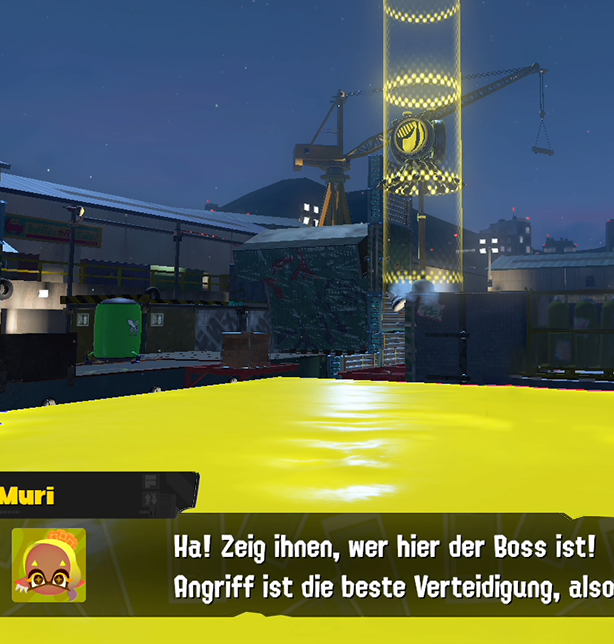 Muri
Ha! Zeig ihnen, wer hier der Boss ist!
Angriff ist die beste Verteidigung, also